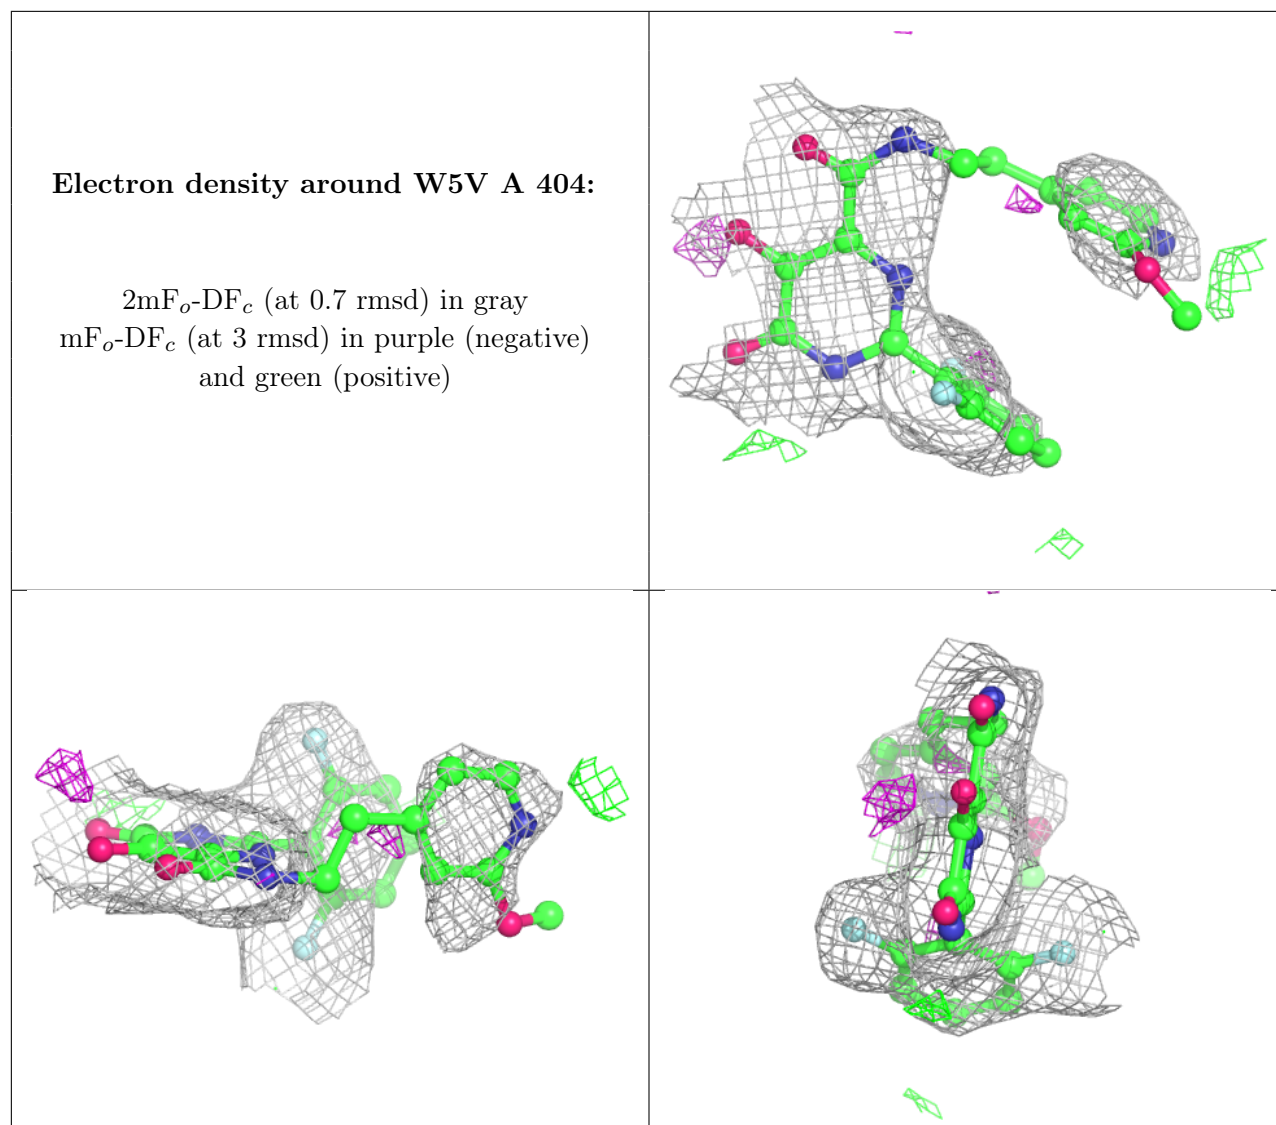 Electron density around W5V A 404:
2mFo-DFc (at 0.7 rmsd) in gray
mFo-DFc (at 3 rmsd) in purple (negative)
and green (positive)